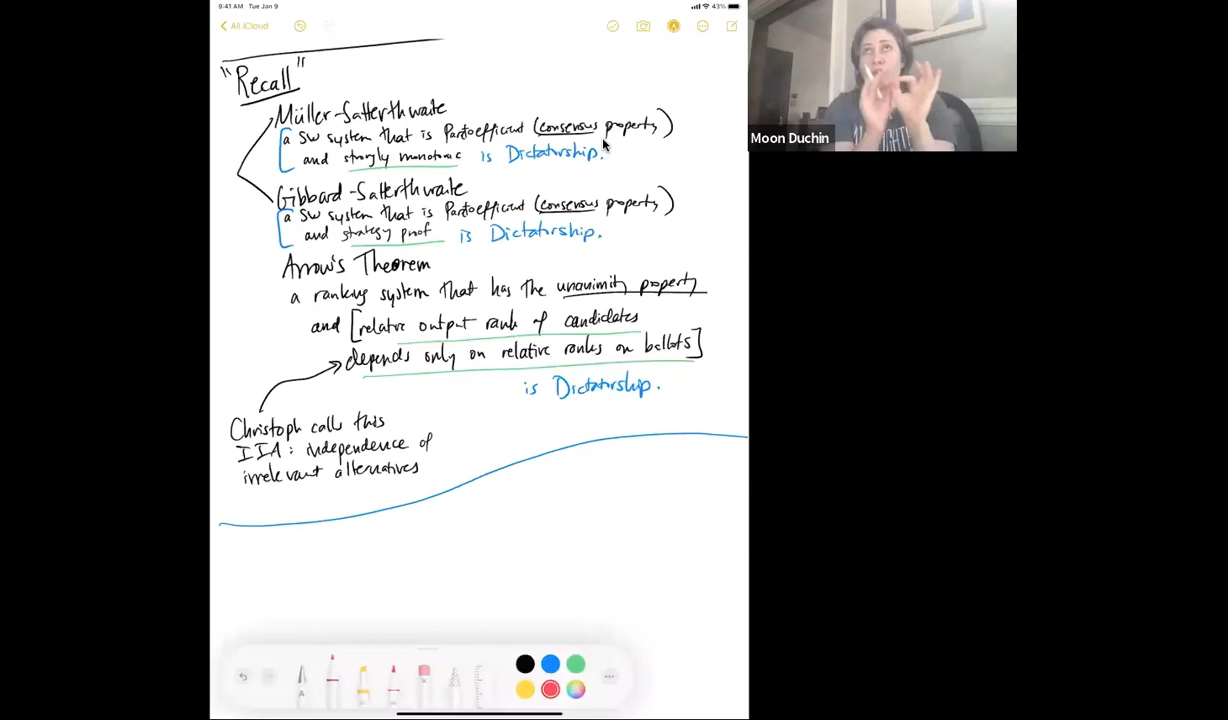 9:41 AM Tue Jan 9
43%
All iCloud
"Recall"
Müller-Satterthwaite
a SW system that is Pareto efficient (consensus property)
and strongly monotonic is Dictatorship.
Gibbard-Satterthwaite
a SW system that is Pareto efficient (consensus property)
and strategy proof is Dictatorship.
Arrow's Theorem
a ranking system that has the unanimity property
and [relative output rank of candidates
depends only on relative ranks on ballots]
is Dictatorship.
Christoph calls this
IIA: independence of
irrelevant alternatives
A
Moon Duchin